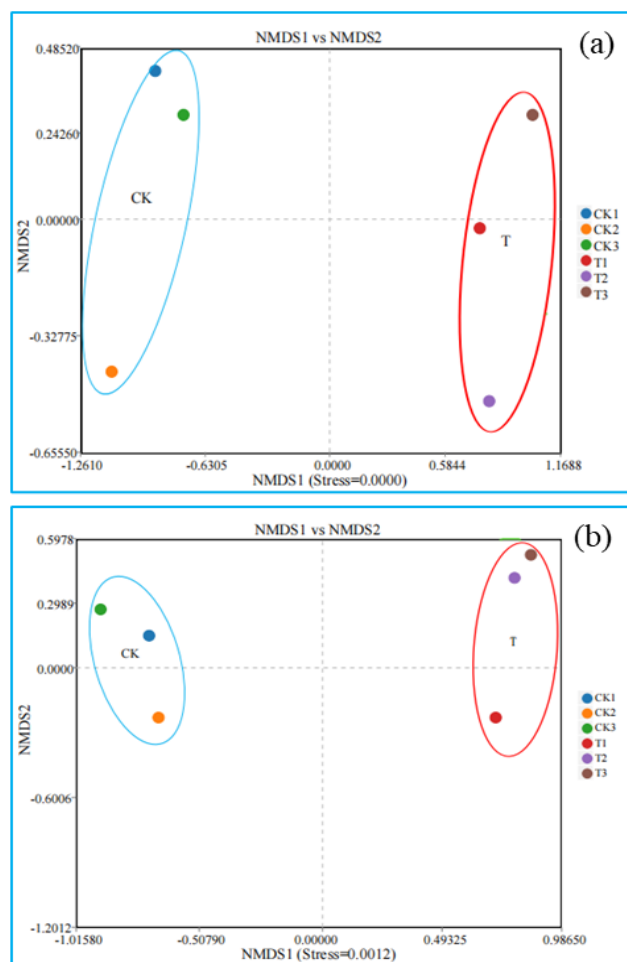 NMDS1 vs NMDS2
(a)
0.48520
0.24260
0.00000
-0.32775
-0.65550
NMDS2
CK
T
CK1
CK2
CK3
T1
T2
T3
-1.2610
-0.6305
0.0000
0.5844
1.1688
NMDS1 (Stress=0.0000)
NMDS1 vs NMDS2
(b)
0.5978
0.2989
0.0000
-0.6006
-1.2012
NMDS2
CK
T
CK1
CK2
CK3
T1
T2
T3
-1.01580
-0.50790
0.00000
0.49325
0.98650
NMDS1 (Stress=0.0012)